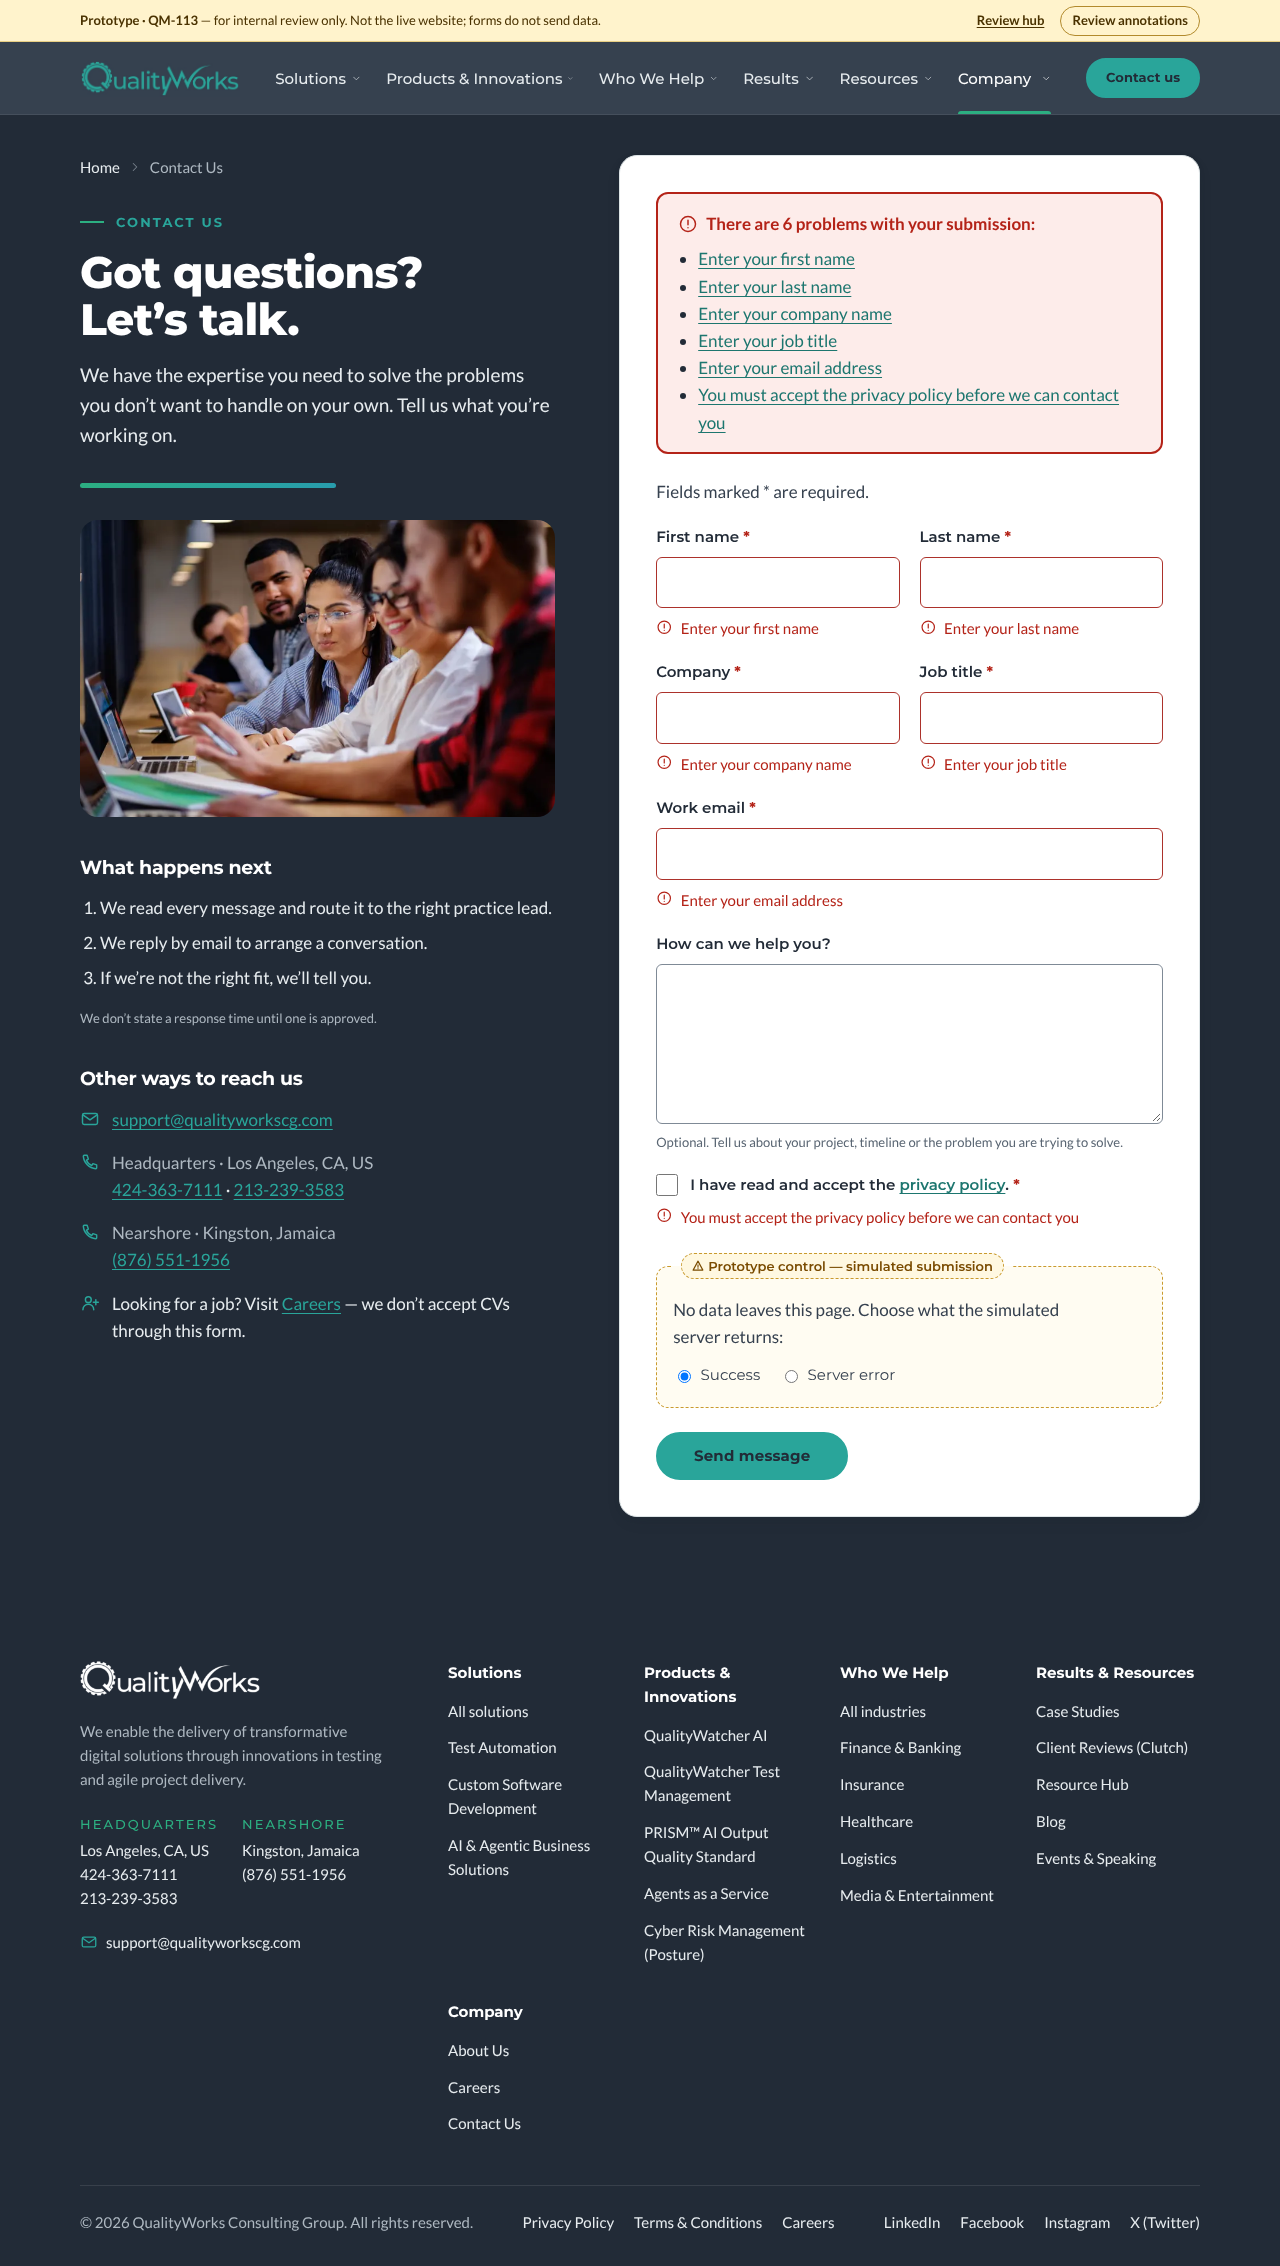 Prototype · QM-113 — for internal review only. Not the live website; forms do not send data.
Review hub
Review annotations
QualityWorks
Solutions
Products & Innovations
Who We Help
Results
Resources
Company
Contact us
Home
Contact Us
CONTACT US
Got questions?
Let’s talk.
We have the expertise you need to solve the problems
you don’t want to handle on your own. Tell us what you’re
working on.
What happens next
1. We read every message and route it to the right practice lead.
2. We reply by email to arrange a conversation.
3. If we’re not the right fit, we’ll tell you.
We don’t state a response time until one is approved.
Other ways to reach us
support@qualityworkscg.com
Headquarters · Los Angeles, CA, US
424-363-7111 · 213-239-3583
Nearshore · Kingston, Jamaica
(876) 551-1956
Looking for a job? Visit Careers — we don’t accept CVs
through this form.
There are 6 problems with your submission:
Enter your first name
Enter your last name
Enter your company name
Enter your job title
Enter your email address
You must accept the privacy policy before we can contact
you
Fields marked * are required.
First name *
Last name *
Enter your first name
Enter your last name
Company *
Job title *
Enter your company name
Enter your job title
Work email *
Enter your email address
How can we help you?
Optional. Tell us about your project, timeline or the problem you are trying to solve.
I have read and accept the privacy policy. *
You must accept the privacy policy before we can contact you
Prototype control — simulated submission
No data leaves this page. Choose what the simulated
server returns:
Success
Server error
Send message
QualityWorks
We enable the delivery of transformative
digital solutions through innovations in testing
and agile project delivery.
HEADQUARTERS
Los Angeles, CA, US
424-363-7111
213-239-3583
NEARSHORE
Kingston, Jamaica
(876) 551-1956
support@qualityworkscg.com
Solutions
All solutions
Test Automation
Custom Software
Development
AI & Agentic Business
Solutions
Products &
Innovations
QualityWatcher AI
QualityWatcher Test
Management
PRISM™ AI Output
Quality Standard
Agents as a Service
Cyber Risk Management
(Posture)
Who We Help
All industries
Finance & Banking
Insurance
Healthcare
Logistics
Media & Entertainment
Results & Resources
Case Studies
Client Reviews (Clutch)
Resource Hub
Blog
Events & Speaking
Company
About Us
Careers
Contact Us
© 2026 QualityWorks Consulting Group. All rights reserved.
Privacy Policy
Terms & Conditions
Careers
LinkedIn
Facebook
Instagram
X (Twitter)